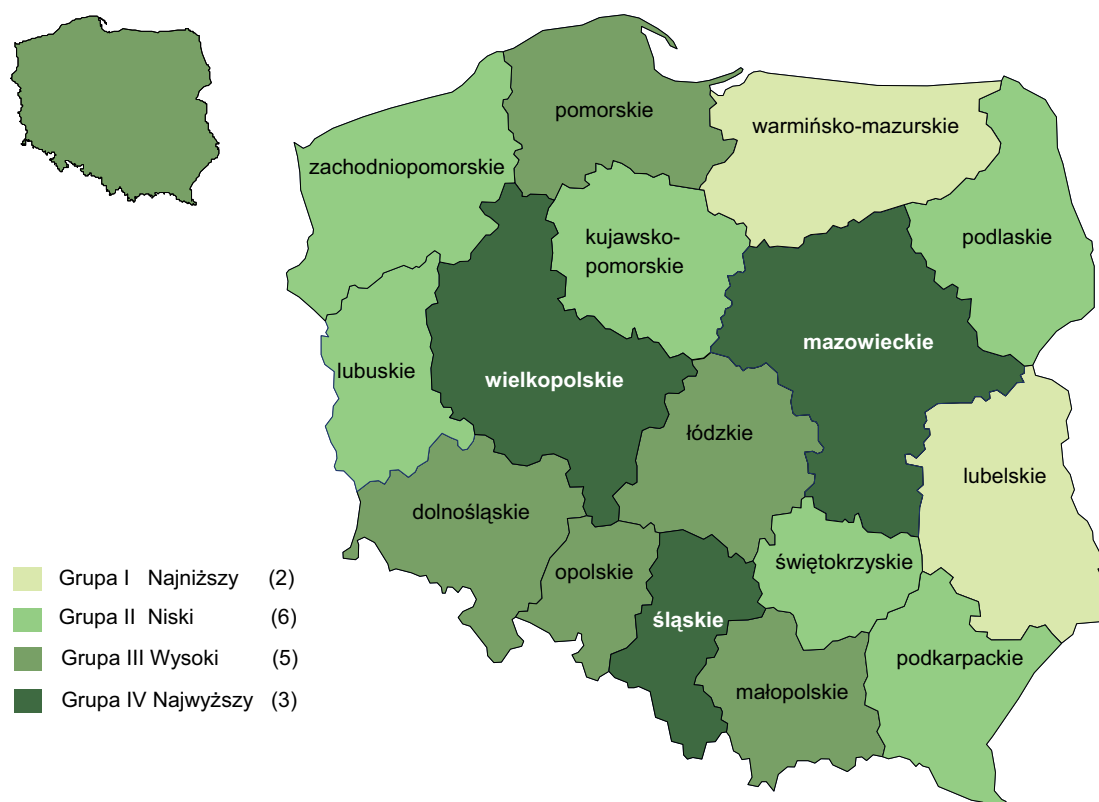 pomorskie
warmińsko-mazurskie
zachodniopomorskie
kujawsko-
pomorskie
podlaskie
mazowieckie
lubuskie
wielkopolskie
łódzkie
lubelskie
dolnośląskie
świętokrzyskie
opolskie
śląskie
podkarpackie
małopolskie
Grupa I Najniższy (2)
Grupa II Niski (6)
Grupa III Wysoki (5)
Grupa IV Najwyższy (3)